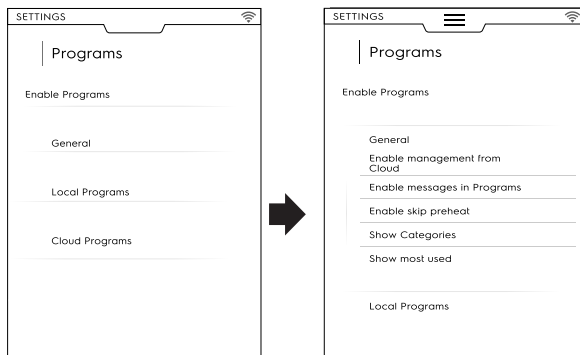 SETTINGS
Programs
Enable Programs
General
Local Programs
Cloud Programs
SETTINGS
Programs
Enable Programs
General
Enable management from
Cloud
Enable messages in Programs
Enable skip preheat
Show Categories
Show most used
Local Programs